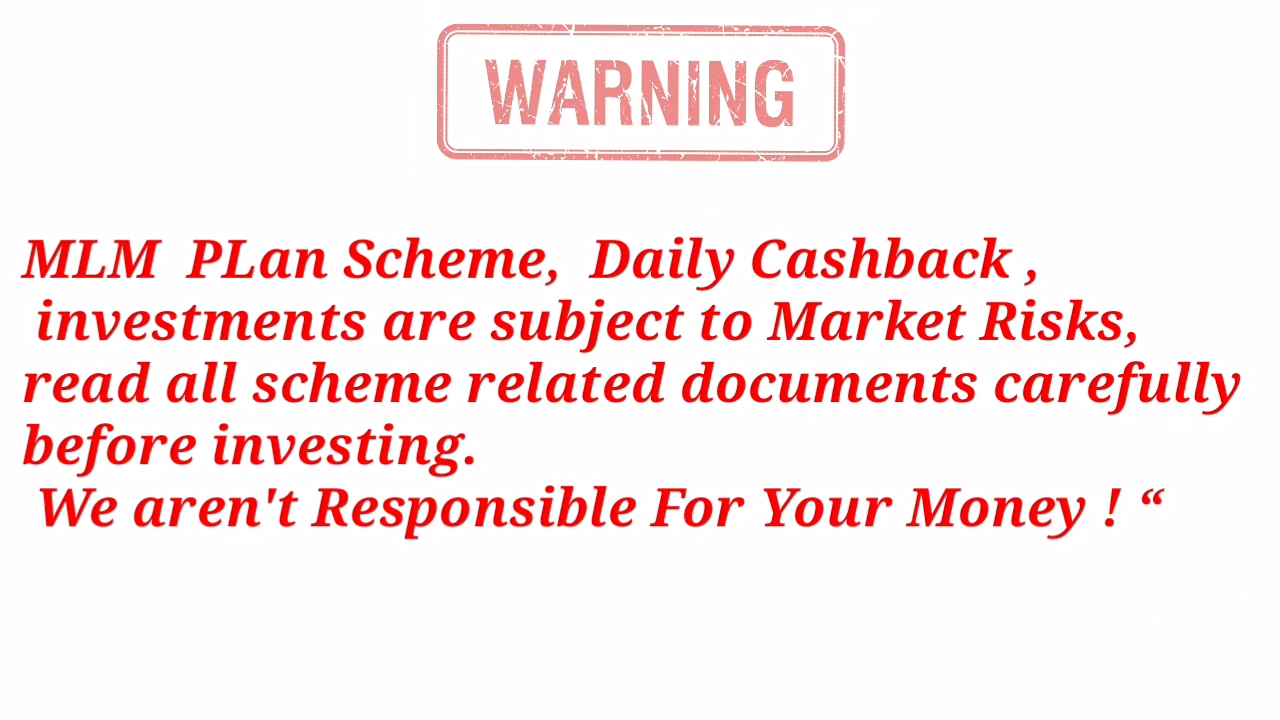 WARNING
MLM PLan Scheme, Daily Cashback ,
investments are subject to Market Risks,
read all scheme related documents carefully
before investing.
We aren't Responsible For Your Money ! “